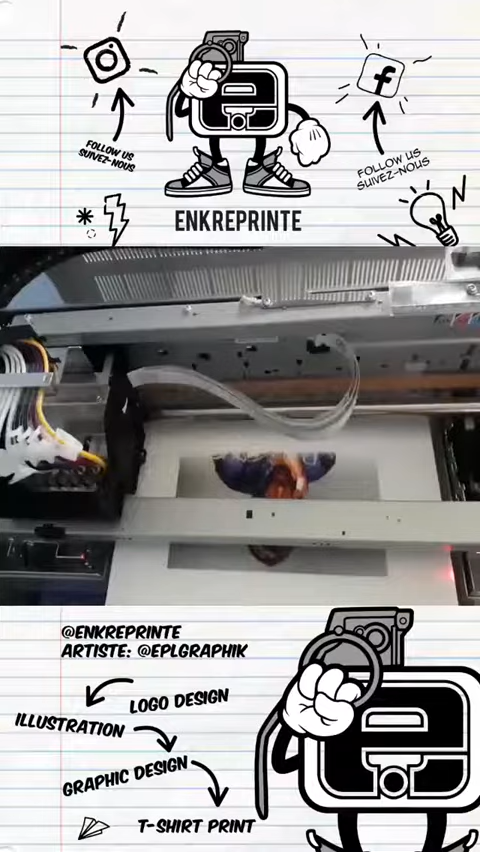 FOLLOW US
SUIVEZ-NOUS
FOLLOW US
SUIVEZ-NOUS
ENKREPRINTE
@ENKREPRINTE
ARTISTE: @EPLGRAPHIK
LOGO DESIGN
ILLUSTRATION
GRAPHIC DESIGN
T-SHIRT PRINT